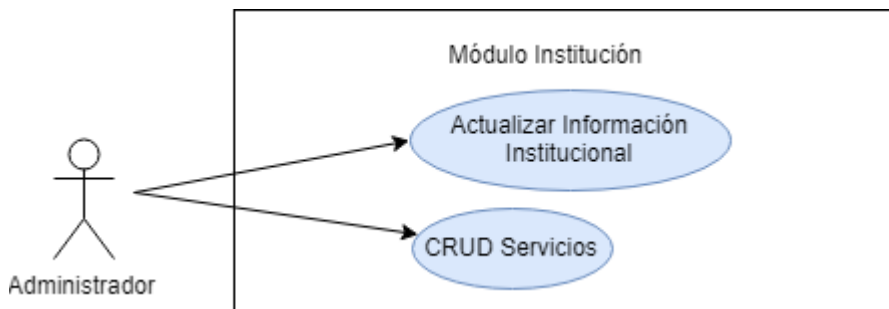 Módulo Institución
Actualizar Información
Institucional
CRUD Servicios
Administrador